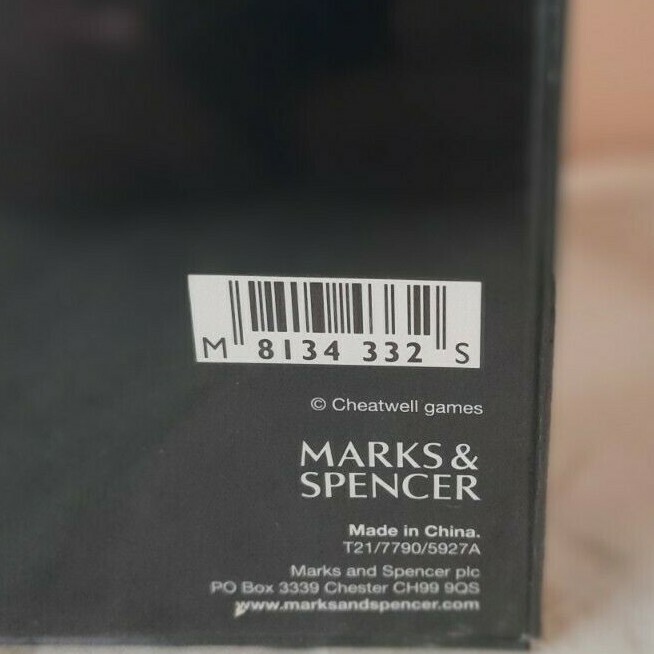 M 8134 332 S
© Cheatwell games
MARKS &
SPENCER
Made in China.
T21/7790/5927A
Marks and Spencer plc
PO Box 3339 Chester CH99 9QS
www.marksandspencer.com